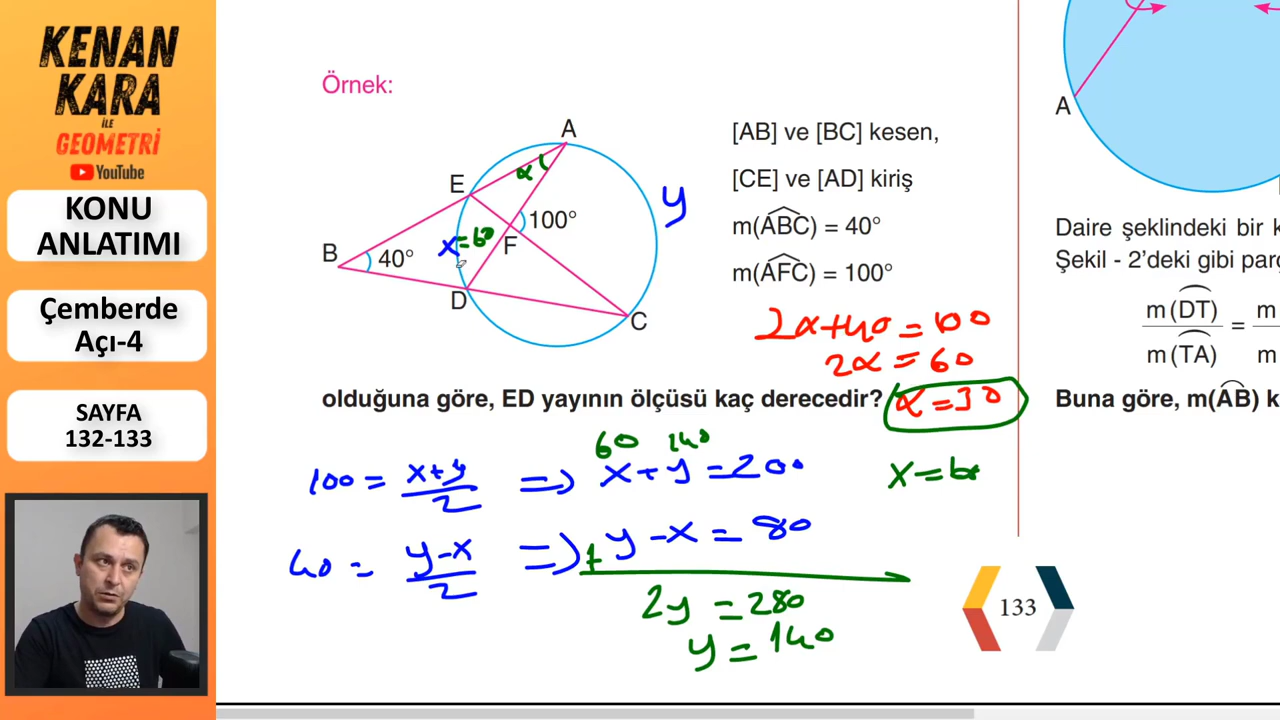 KENAN
KARA
İLE
GEOMETRİ
YouTube
KONU
ANLATIMI
Çemberde
Açı-4
SAYFA
132-133
Örnek:
A
E
α
100°
y
B
40°
x=60
F
D
C
[AB] ve [BC] kesen,
[CE] ve [AD] kiriş
m(ABC) = 40°
m(AFC) = 100°
2α+40=100
2α=60
α=30
olduğuna göre, ED yayının ölçüsü kaç derecedir?
60 140
100 = x+y/2 => x+y=200
x=60
40 = y-x/2 => y-x=80
+
2y=280
y=140
133
A
Daire şeklindeki bir k
Şekil - 2'deki gibi parç
m(DT)/m(TA) = m
m
Buna göre, m(AB) k